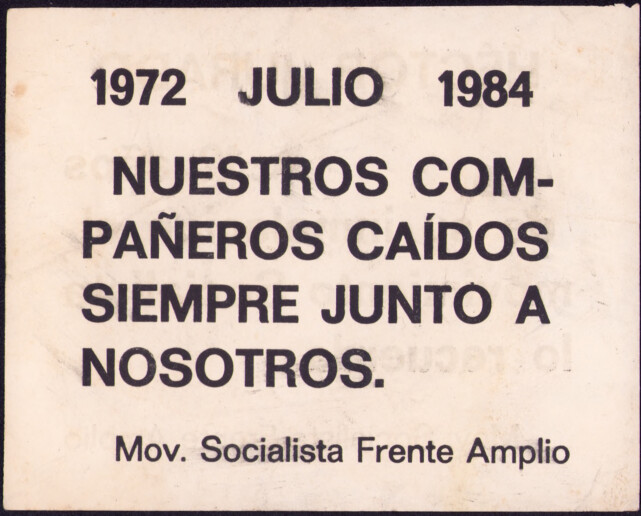 1972 JULIO 1984
NUESTROS COM-
PAÑEROS CAÍDOS
SIEMPRE JUNTO A
NOSOTROS.
Mov. Socialista Frente Amplio